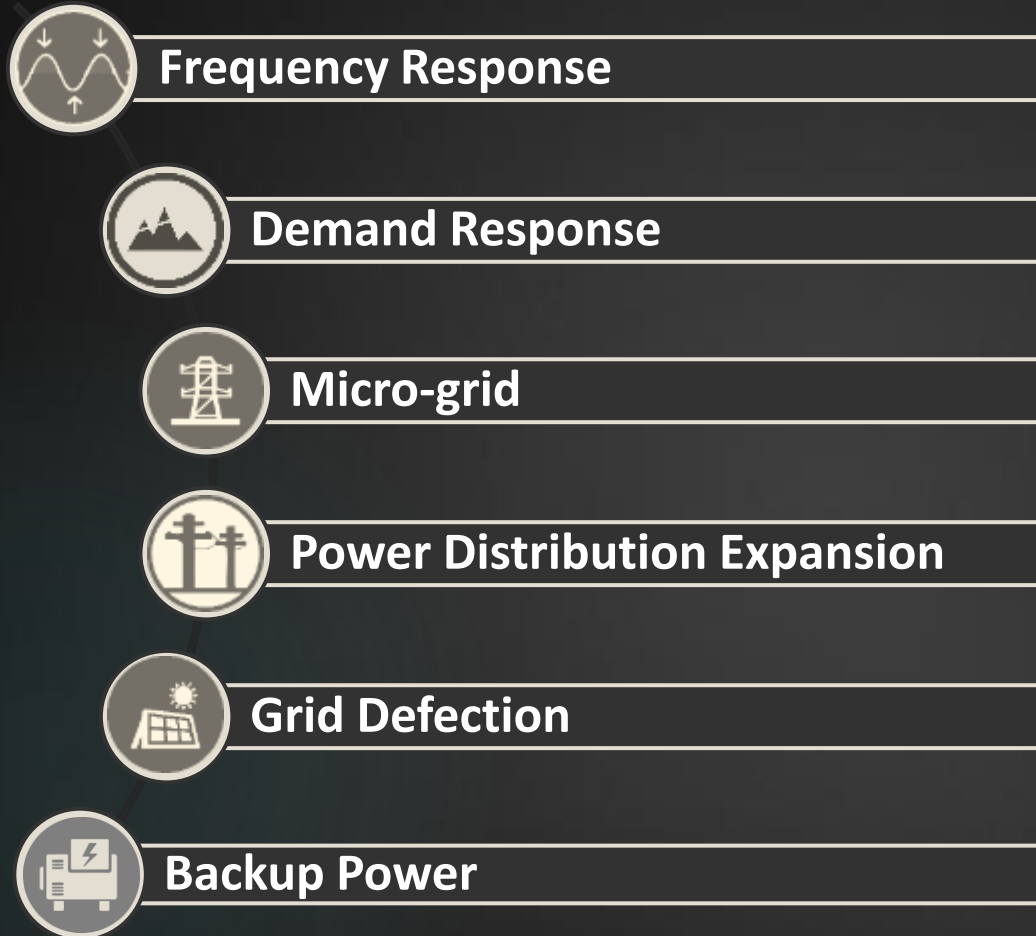 Frequency Response
Demand Response
Micro-grid
Power Distribution Expansion
Grid Defection
Backup Power